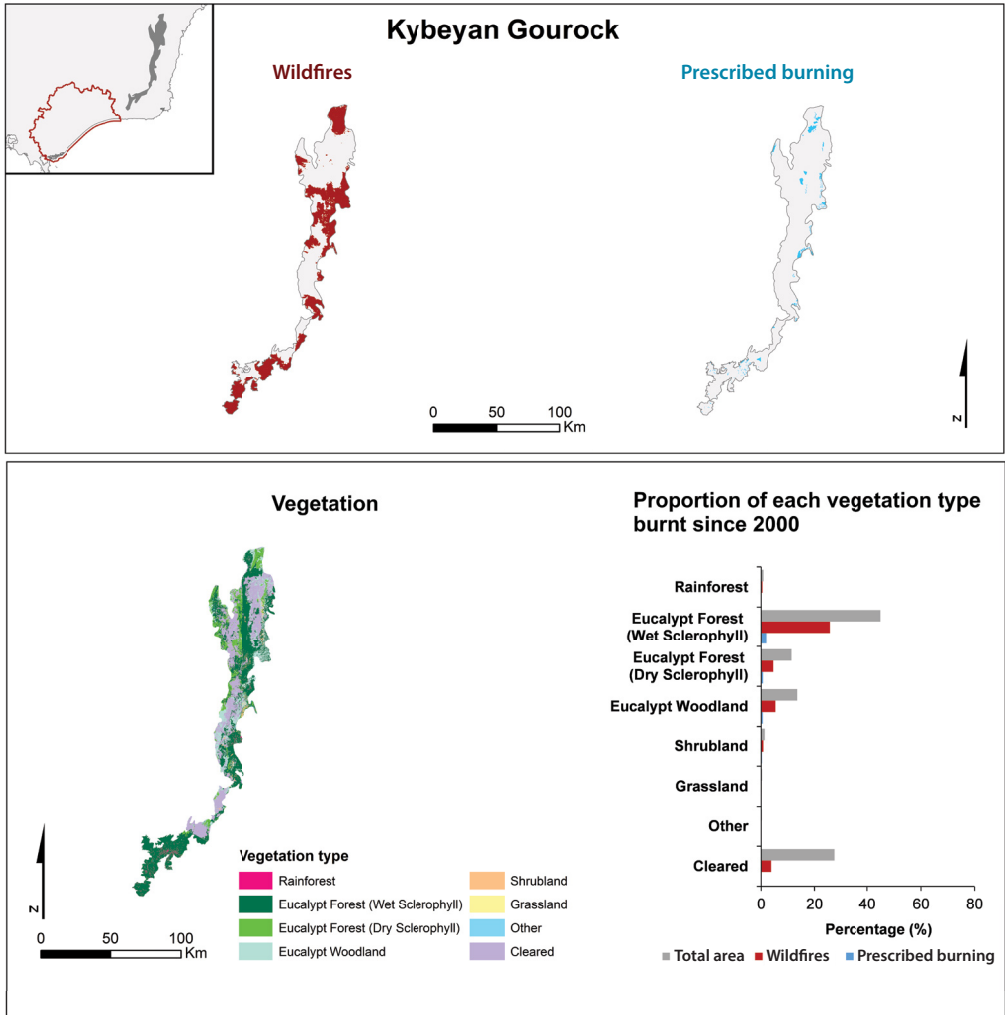 Kybeyan Gourock
Wildfires
Prescribed burning
0 50 100
Km
N
Vegetation
Proportion of each vegetation type
burnt since 2000
Rainforest
Eucalypt Forest
(Wet Sclerophyll)
Eucalypt Forest
(Dry Sclerophyll)
Eucalypt Woodland
Shrubland
Grassland
Other
Cleared
0 20 40 60 80
Percentage (%)
Total area Wildfires Prescribed burning
N
0 50 100
Km
Vegetation type
Rainforest
Eucalypt Forest (Wet Sclerophyll)
Eucalypt Forest (Dry Sclerophyll)
Eucalypt Woodland
Shrubland
Grassland
Other
Cleared